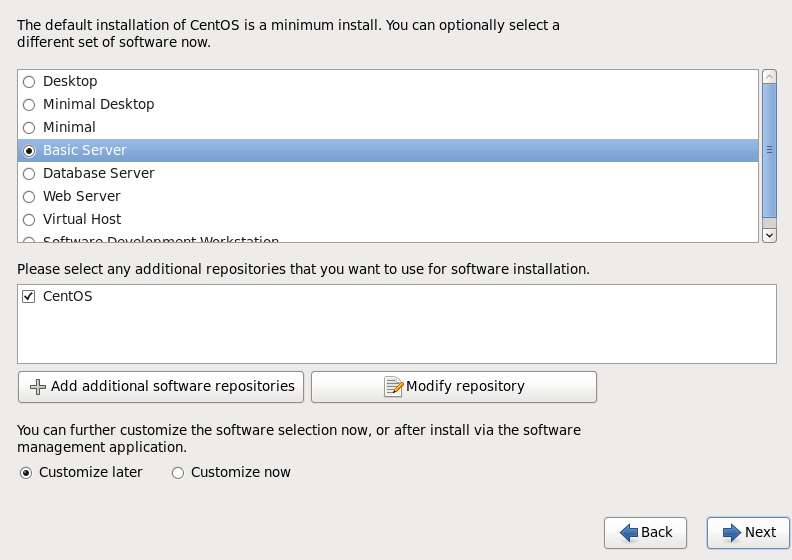 The default installation of CentOS is a minimum install. You can optionally select a
different set of software now.
Desktop
Minimal Desktop
Minimal
Basic Server
Database Server
Web Server
Virtual Host
Software Development Workstation
Please select any additional repositories that you want to use for software installation.
CentOS
Add additional software repositories
Modify repository
You can further customize the software selection now, or after install via the software
management application.
Customize later
Customize now
Back
Next